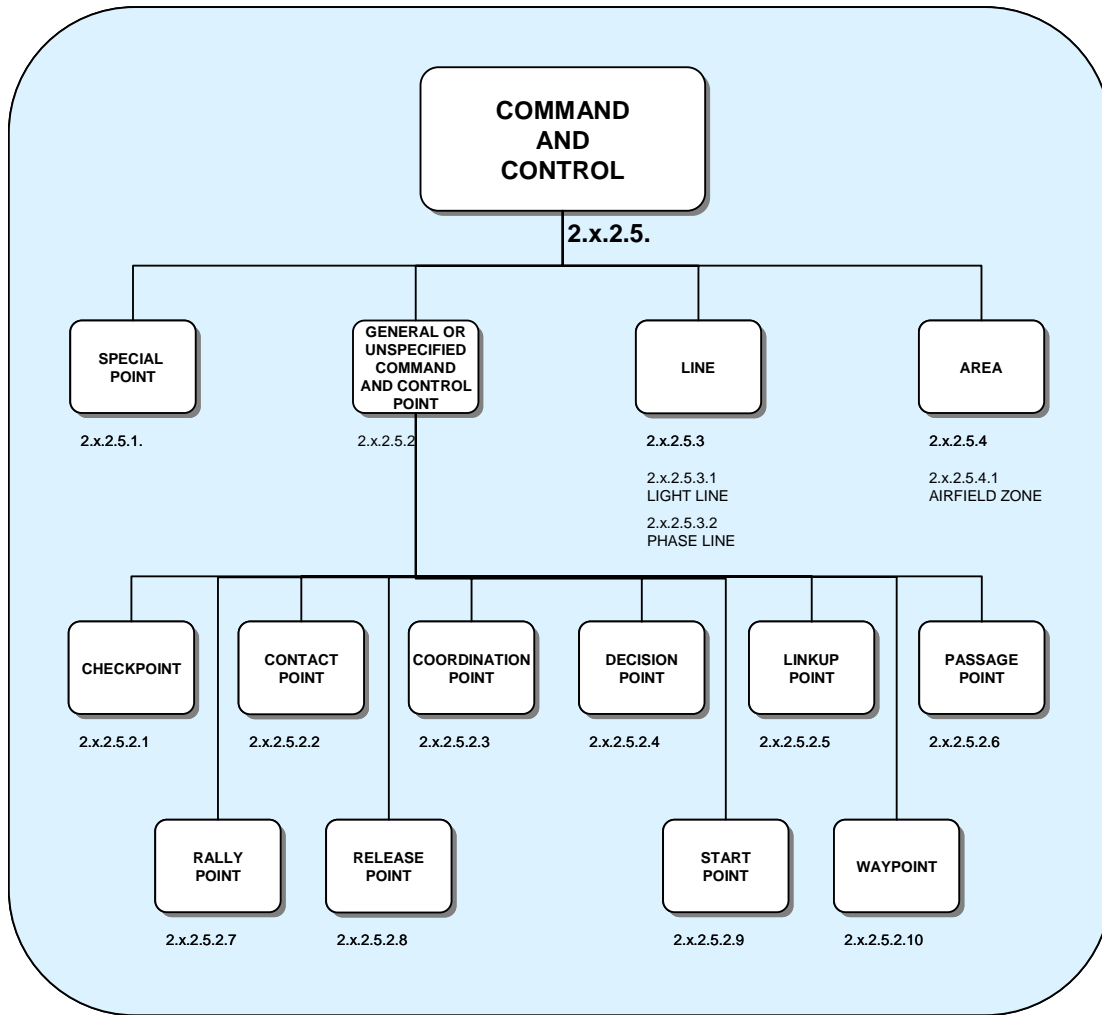 COMMAND
AND
CONTROL
2.x.2.5.
SPECIAL
POINT
GENERAL OR
UNSPECIFIED
COMMAND
AND CONTROL
POINT
LINE
AREA
2.x.2.5.1.
2.x.2.5.2
2.x.2.5.3
2.x.2.5.4
2.x.2.5.3.1
LIGHT LINE
2.x.2.5.3.2
PHASE LINE
2.x.2.5.4.1
AIRFIELD ZONE
CHECKPOINT
CONTACT
POINT
COORDINATION
POINT
DECISION
POINT
LINKUP
POINT
PASSAGE
POINT
2.x.2.5.2.1
2.x.2.5.2.2
2.x.2.5.2.3
2.x.2.5.2.4
2.x.2.5.2.5
2.x.2.5.2.6
RALLY
POINT
RELEASE
POINT
START
POINT
WAYPOINT
2.x.2.5.2.7
2.x.2.5.2.8
2.x.2.5.2.9
2.x.2.5.2.10